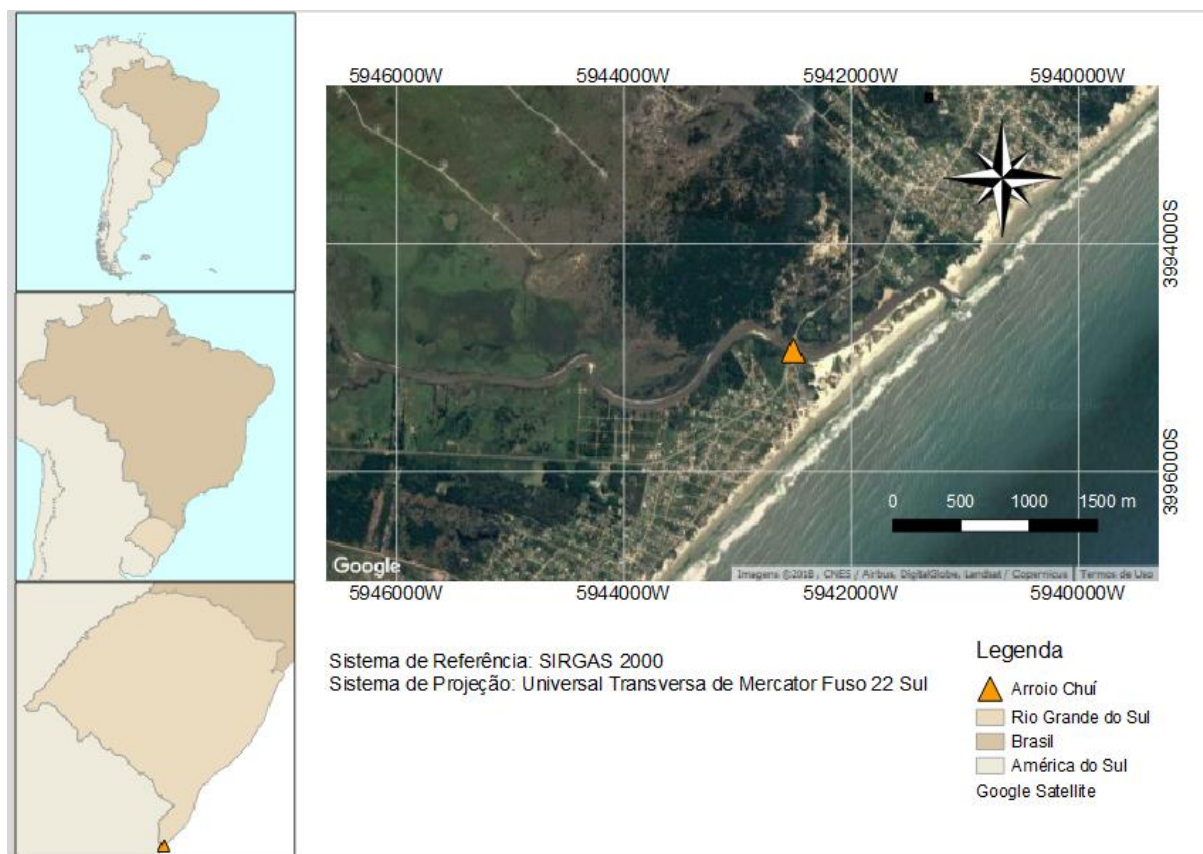 5946000W 5944000W 5942000W 5940000W
3994000S
3996000S
0 500 1000 1500 m
Google
Imagens ©2018 , CNES / Airbus, DigitalGlobe, Landsat / Copernicus Termos de Uso
5946000W 5944000W 5942000W 5940000W
Sistema de Referência: SIRGAS 2000
Sistema de Projeção: Universal Transversa de Mercator Fuso 22 Sul
Legenda
Arroio Chuí
Rio Grande do Sul
Brasil
América do Sul
Google Satellite